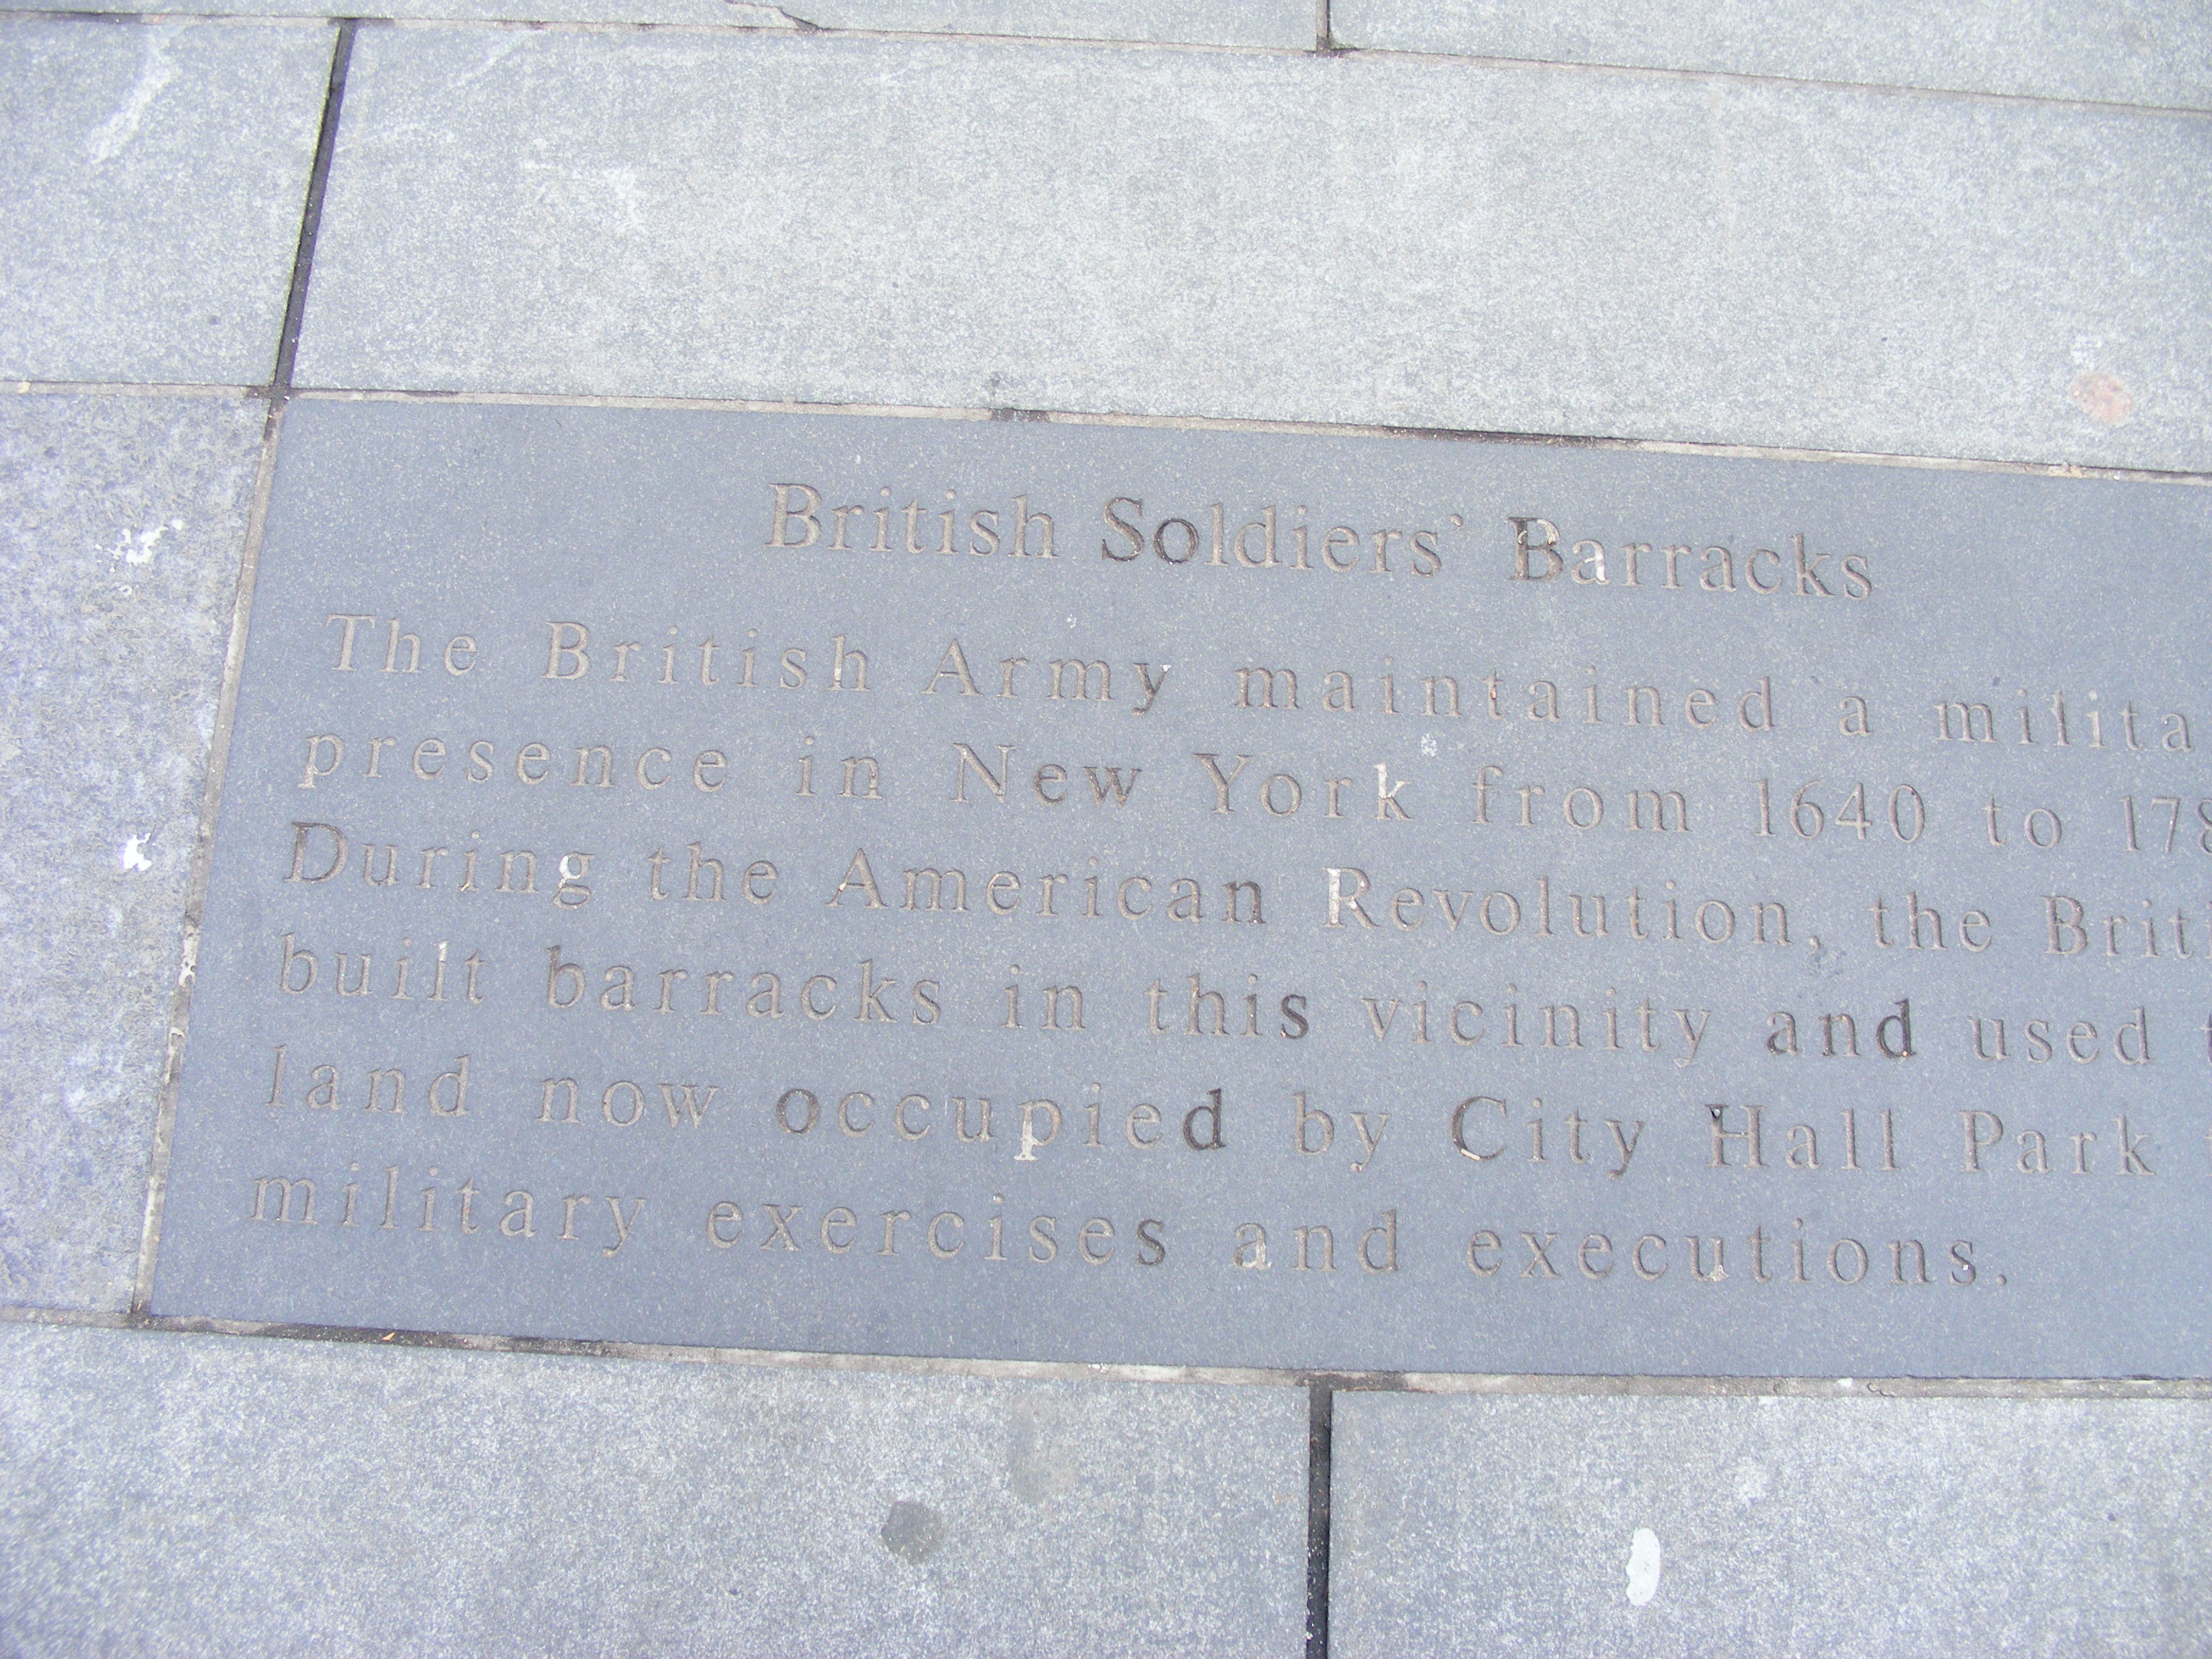 British Soldiers' Barracks
The British Army maintained a milita
presence in New York from 1640 to 178
During the American Revolution, the Brit
built barracks in this vicinity and used
land now occupied by City Hall Park
military exercises and executions.